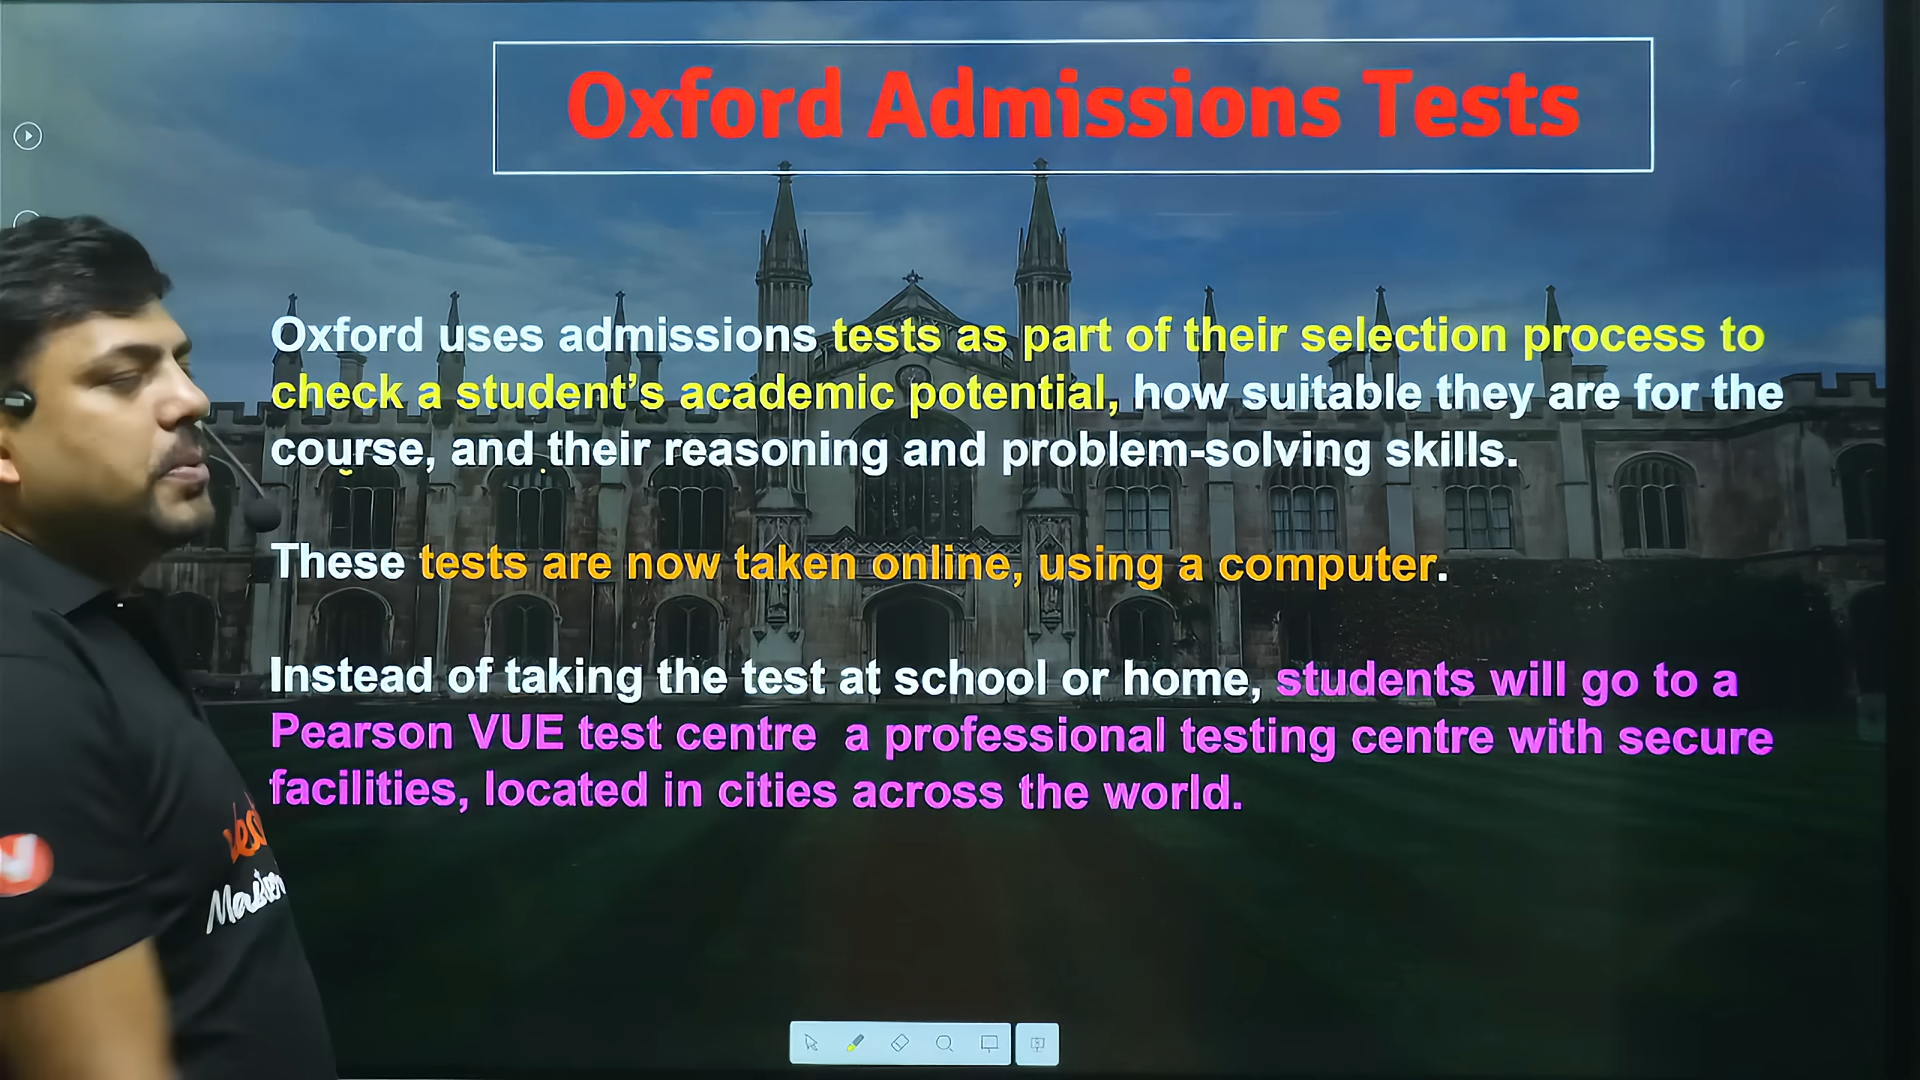 Oxford Admissions Tests
Oxford uses admissions tests as part of their selection process to
check a student’s academic potential, how suitable they are for the
course, and their reasoning and problem-solving skills.
These tests are now taken online, using a computer.
Instead of taking the test at school or home, students will go to a
Pearson VUE test centre a professional testing centre with secure
facilities, located in cities across the world.